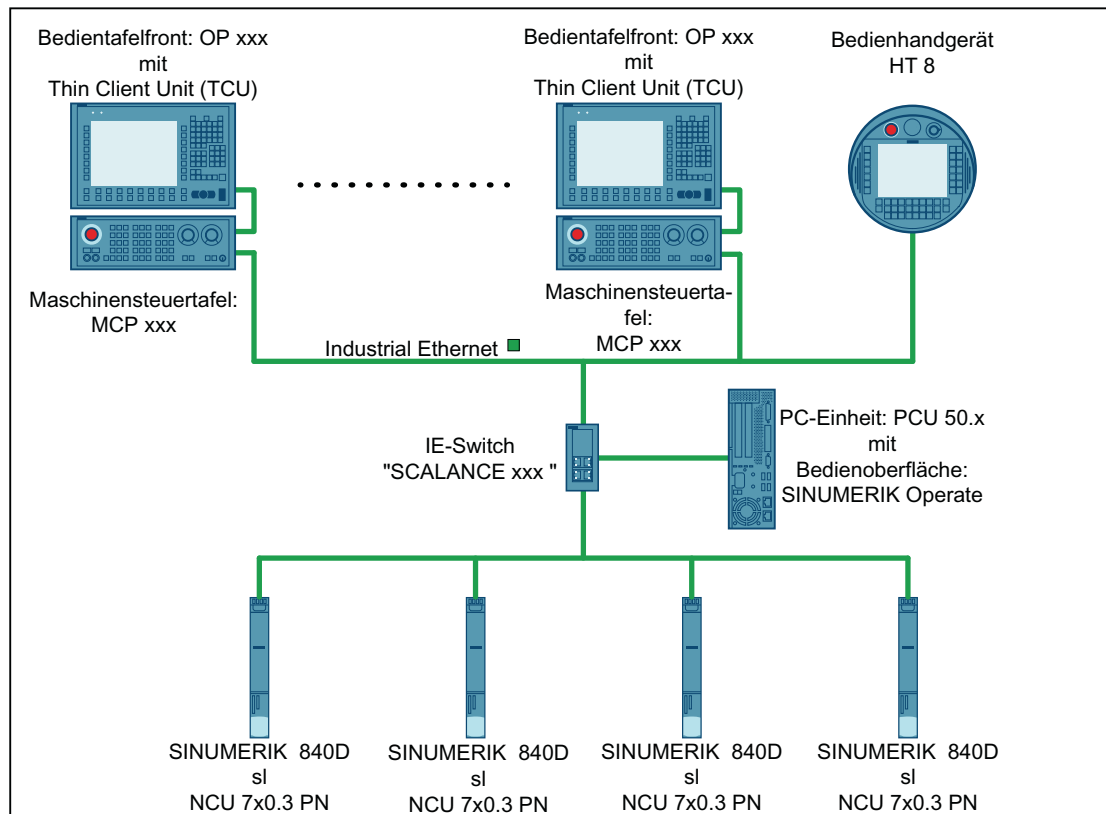 Bedientafelfront: OP xxx
mit
Thin Client Unit (TCU)
Bedientafelfront: OP xxx
mit
Thin Client Unit (TCU)
Bedienhandgerät
HT 8
Maschinensteuertafel:
MCP xxx
Maschinensteuerta-
fel:
MCP xxx
Industrial Ethernet
IE-Switch
"SCALANCE xxx "
PC-Einheit: PCU 50.x
mit
Bedienoberfläche:
SINUMERIK Operate
SINUMERIK 840D
sl
NCU 7x0.3 PN
SINUMERIK 840D
sl
NCU 7x0.3 PN
SINUMERIK 840D
sl
NCU 7x0.3 PN
SINUMERIK 840D
sl
NCU 7x0.3 PN